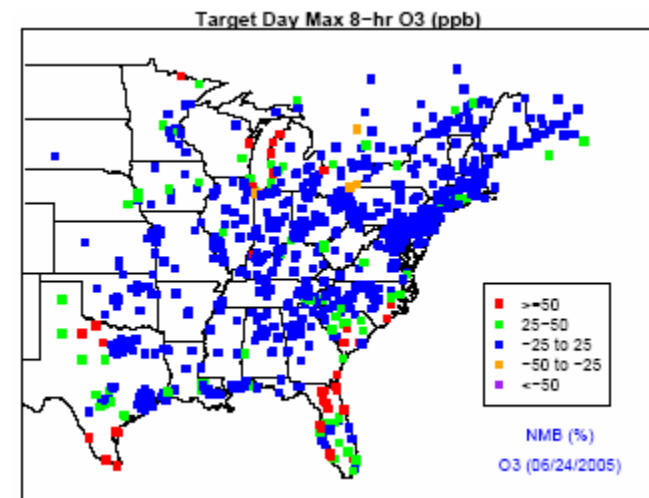 Target Day Max 8−hr O3 (ppb)
>=50
25−50
−25 to 25
−50 to −25
<−50
NMB (%)
O3 (06/24/2005)